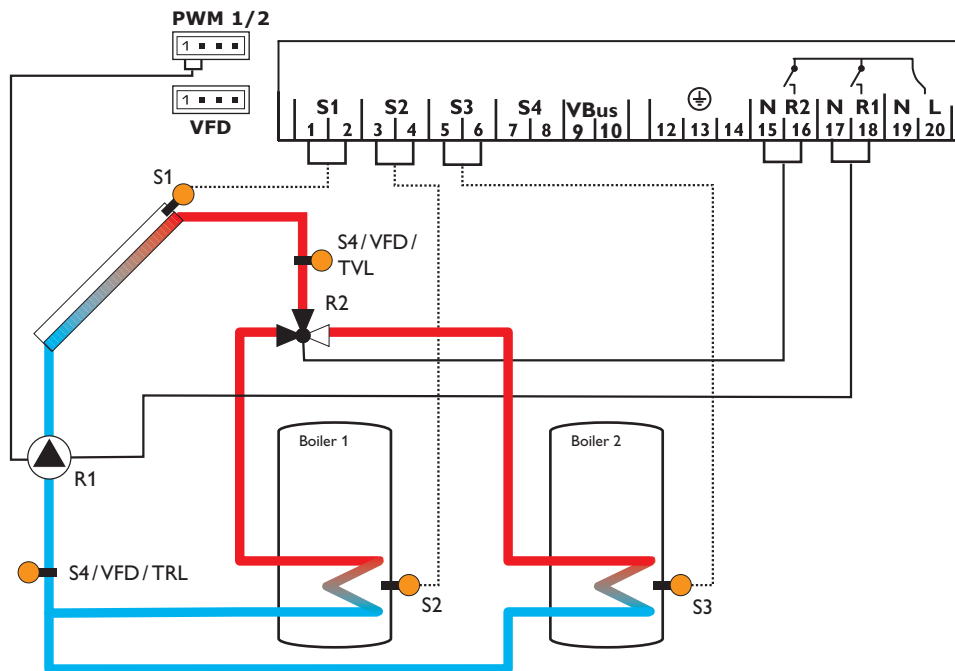 PWM 1/2
1
1
VFD
S1 S2 S3 S4 VBus N R2 N R1 N L
1 2 3 4 5 6 7 8 9 10 12 13 14 15 16 17 18 19 20
S1
S4 / VFD /
TVL
R2
Boiler 1
Boiler 2
R1
S4 / VFD / TRL
S2
S3